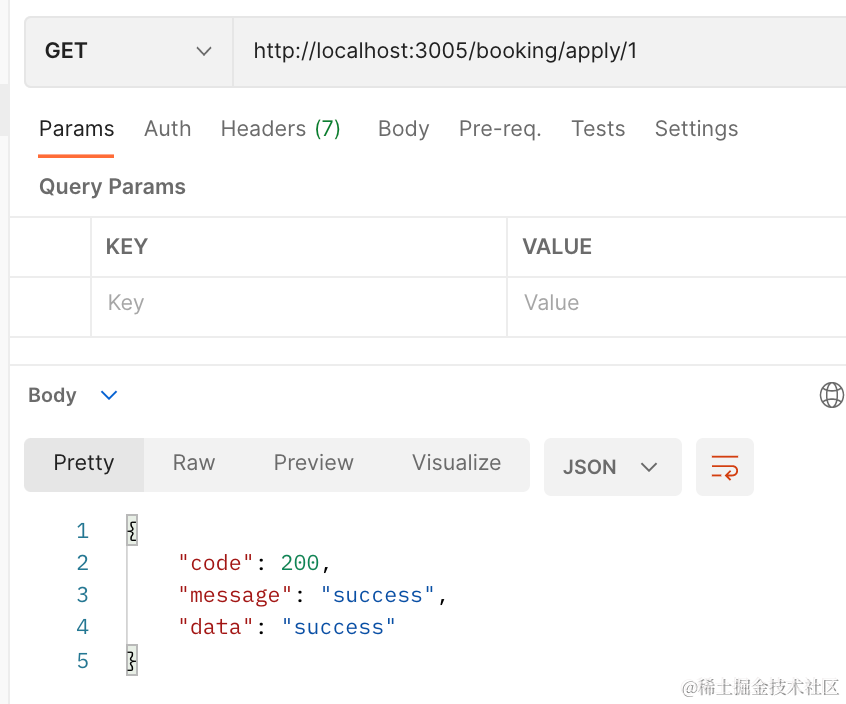 GET http://localhost:3005/booking/apply/1
Params Auth Headers (7) Body Pre-req. Tests Settings
Query Params
KEY VALUE
Key Value
Body
Pretty Raw Preview Visualize JSON
1 {
2 "code": 200,
3 "message": "success",
4 "data": "success"
5 }
@稀土掘金技术社区